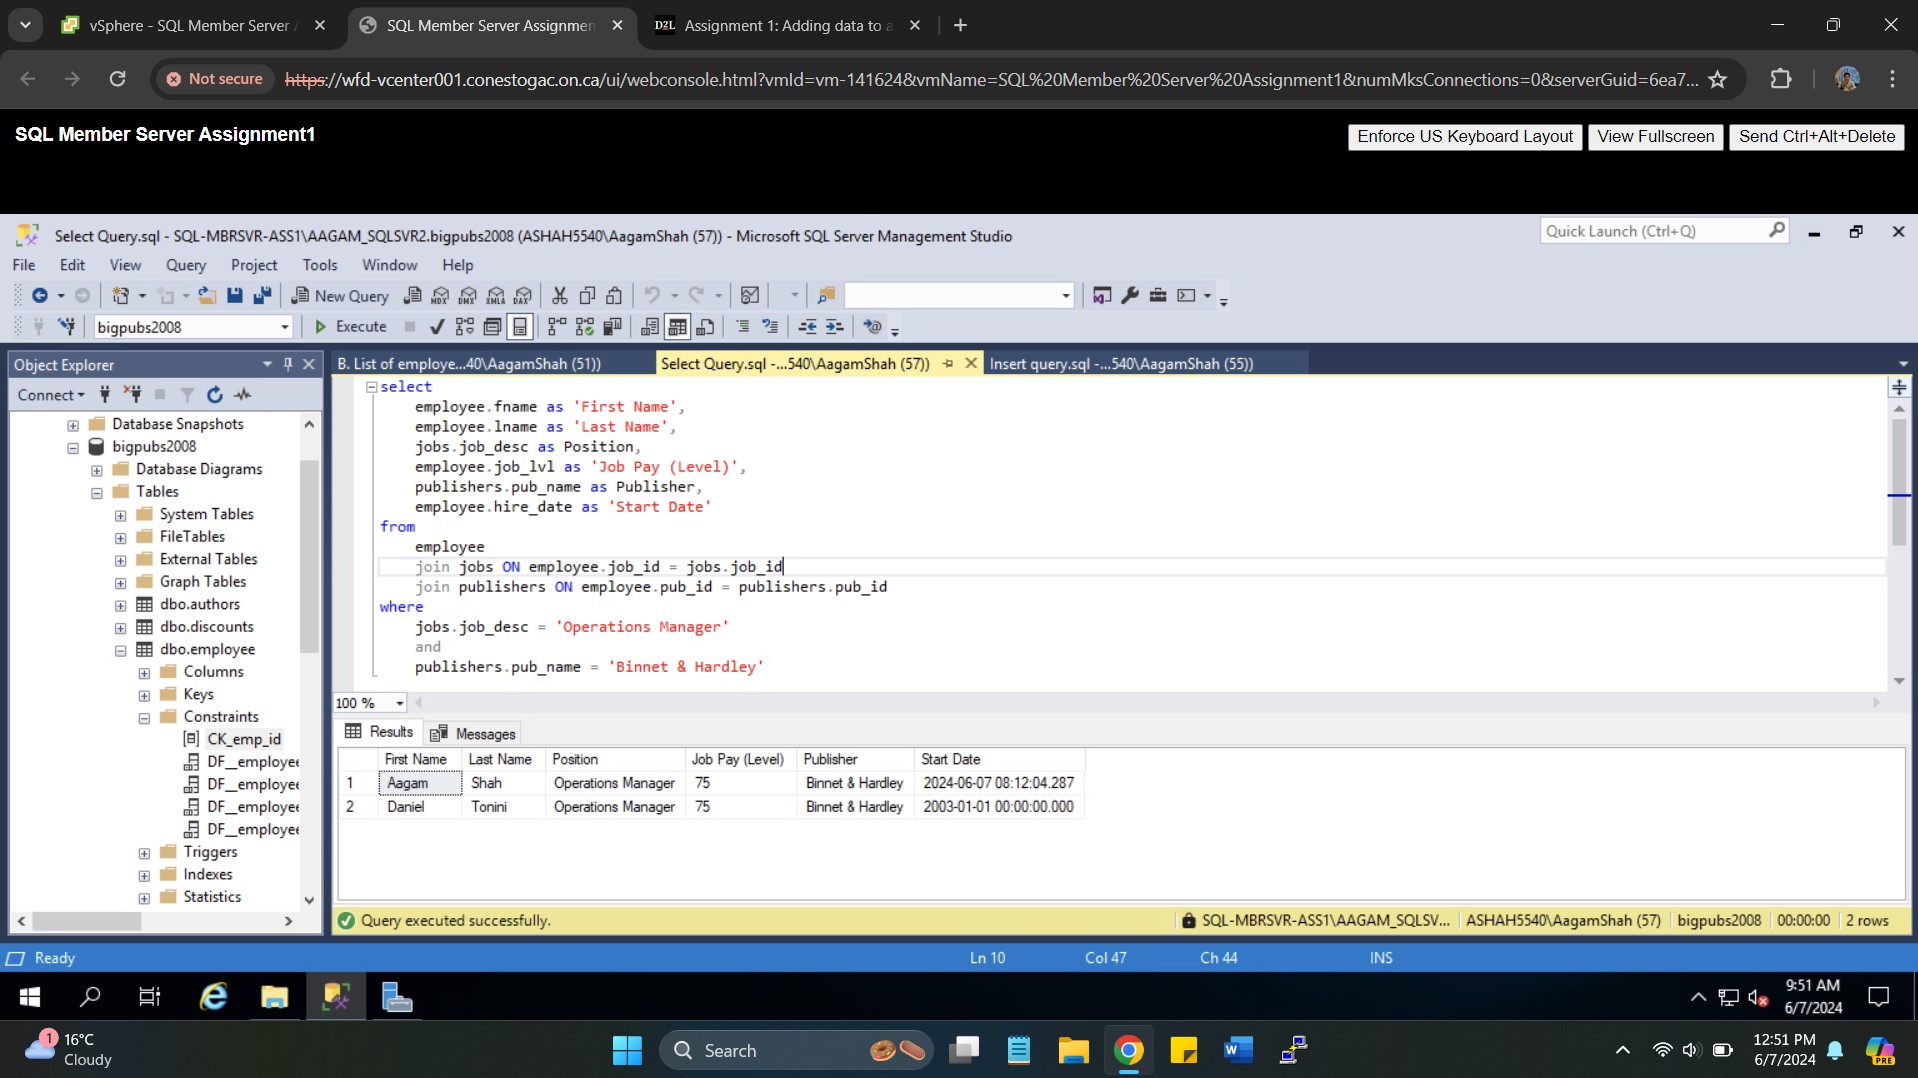 vSphere - SQL Member Server A
SQL Member Server Assignmen
D2L Assignment 1: Adding data to a
Not secure https://wfd-vcenter001.conestogac.on.ca/ui/webconsole.html?vmId=vm-141624&vmName=SQL%20Member%20Server%20Assignment1&numMksConnections=0&serverGuid=6ea7...
SQL Member Server Assignment1
Enforce US Keyboard Layout
View Fullscreen
Send Ctrl+Alt+Delete
Select Query.sql - SQL-MBRSVR-ASS1\AAGAM_SQLSVR2.bigpubs2008 (ASHAH5540\AagamShah (57)) - Microsoft SQL Server Management Studio
Quick Launch (Ctrl+Q)
File Edit View Query Project Tools Window Help
New Query MDX DMX XMLA DAX
bigpubs2008 Execute
Object Explorer
B. List of employe...40\AagamShah (51))
Select Query.sql -...540\AagamShah (57))
Insert query.sql -...540\AagamShah (55))
Connect
Database Snapshots
bigpubs2008
Database Diagrams
Tables
System Tables
FileTables
External Tables
Graph Tables
dbo.authors
dbo.discounts
dbo.employee
Columns
Keys
Constraints
CK_emp_id
DF__employee
DF__employee
DF__employee
DF__employee
Triggers
Indexes
Statistics
select
employee.fname as 'First Name',
employee.lname as 'Last Name',
jobs.job_desc as Position,
employee.job_lvl as 'Job Pay (Level)',
publishers.pub_name as Publisher,
employee.hire_date as 'Start Date'
from
employee
join jobs ON employee.job_id = jobs.job_id
join publishers ON employee.pub_id = publishers.pub_id
where
jobs.job_desc = 'Operations Manager'
and
publishers.pub_name = 'Binnet & Hardley'
100 %
Results Messages
First Name Last Name Position Job Pay (Level) Publisher Start Date
1 Aagam Shah Operations Manager 75 Binnet & Hardley 2024-06-07 08:12:04.287
2 Daniel Tonini Operations Manager 75 Binnet & Hardley 2003-01-01 00:00:00.000
Query executed successfully.
SQL-MBRSVR-ASS1\AAGAM_SQLSV... ASHAH5540\AagamShah (57) bigpubs2008 00:00:00 2 rows
Ready Ln 10 Col 47 Ch 44 INS
9:51 AM
6/7/2024
1 16°C
Cloudy
Search
W
PRE
12:51 PM
6/7/2024